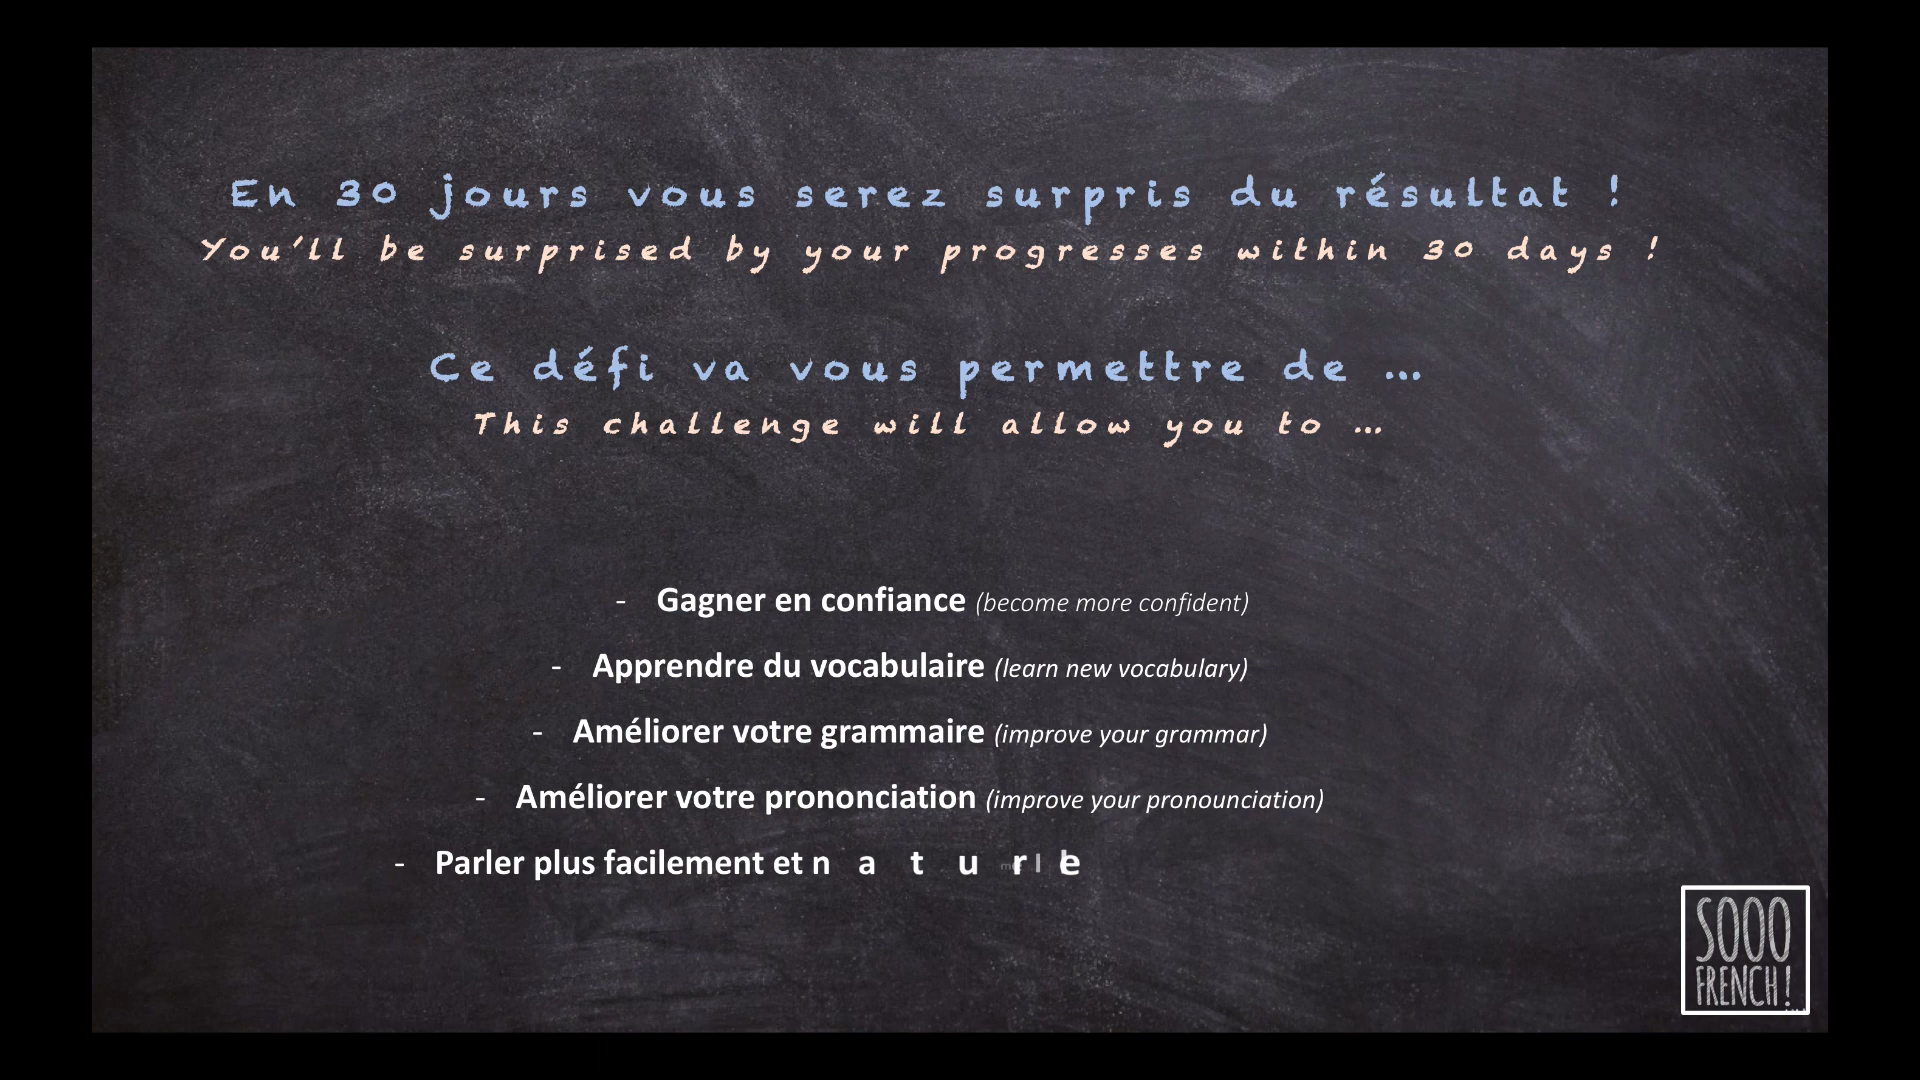 En 30 jours vous serez surpris du résultat !
You'll be surprised by your progresses within 30 days !
Ce défi va vous permettre de ...
This challenge will allow you to ...
- Gagner en confiance (become more confident)
- Apprendre du vocabulaire (learn new vocabulary)
- Améliorer votre grammaire (improve your grammar)
- Améliorer votre prononciation (improve your pronounciation)
- Parler plus facilement et
SOOO
FRENCH!